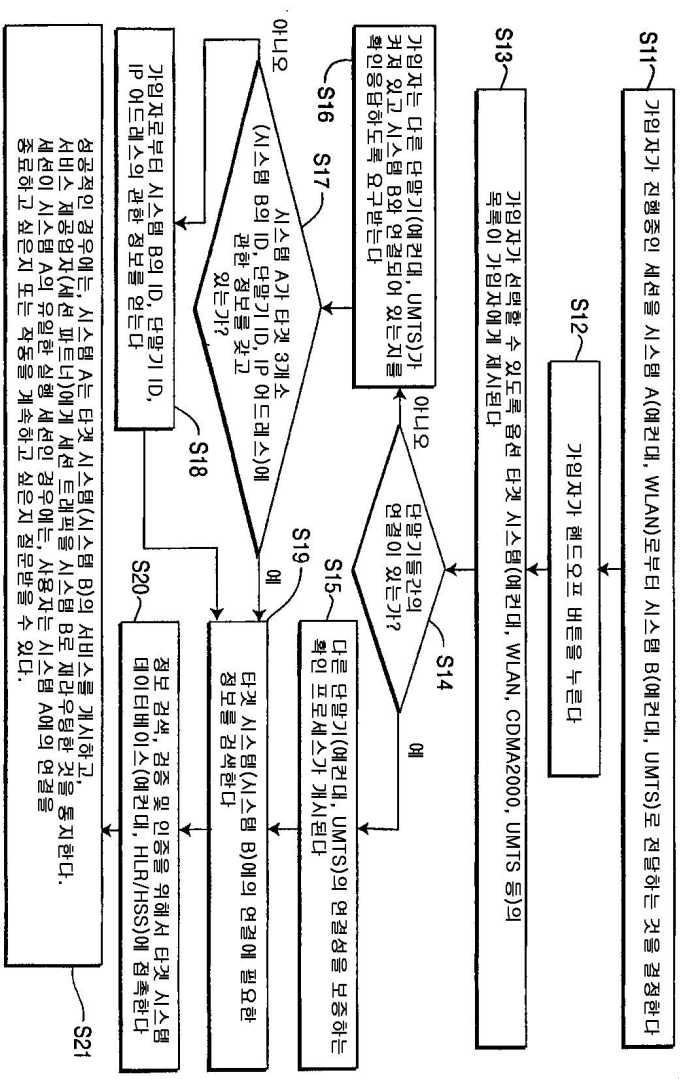 S11
가입자가 진행중인 세션을 시스템 A(예컨대, WLAN)로부터 시스템 B(예컨대, UMTS)로 전달하는 것을 결정한다
S12
가입자가 핸드오프 버튼을 누른다
S13
가입자가 선택할 수 있도록 옵션 타겟 시스템(예컨대, WLAN, CDMA2000, UMTS 등)의
목록이 가입자에게 제시된다
S14
단말기들간의
연결이 있는가?
아니오
예
S15
다른 단말기(예컨대, UMTS)의 연결성을 보증하는
확인 프로세스가 개시된다
S16
가입자는 다른 단말기(예컨대, UMTS)가
켜져 있고 시스템 B와 연결되어 있는지를
확인응답하도록 요구받는다
S17
시스템 A가 타겟 3개소
(시스템 B의 ID, 단말기 ID, IP 어드레스)에
관한 정보를 갖고
있는가?
아니오
예
S18
가입자로부터 시스템 B의 ID, 단말기 ID,
IP 어드레스의 관한 정보를 얻는다
S19
타겟 시스템(시스템 B)에의 연결에 필요한
정보를 검색한다
S20
정보 검색, 검증 및 인증을 위해서 타겟 시스템
데이터베이스(예컨대, HLR/HSS)에 접촉한다
S21
성공적인 경우에는, 시스템 A는 타겟 시스템(시스템 B)의 서비스를 개시하고,
서비스 제공업자(세션 파트너)에게 세션 트래픽을 시스템 B로 재라우팅한 것을 통지한다.
세션이 시스템 A의 유일한 실행 세션인 경우에는, 사용자는 시스템 A에의 연결을
종료하고 싶은지 또는 작동을 계속하고 싶은지 질문받을 수 있다.